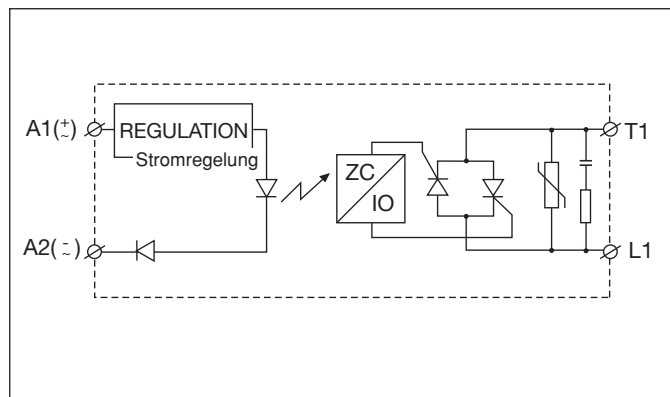 A1(+~)
REGULATION
Stromregelung
ZC
IO
T1
A2(-~)
L1